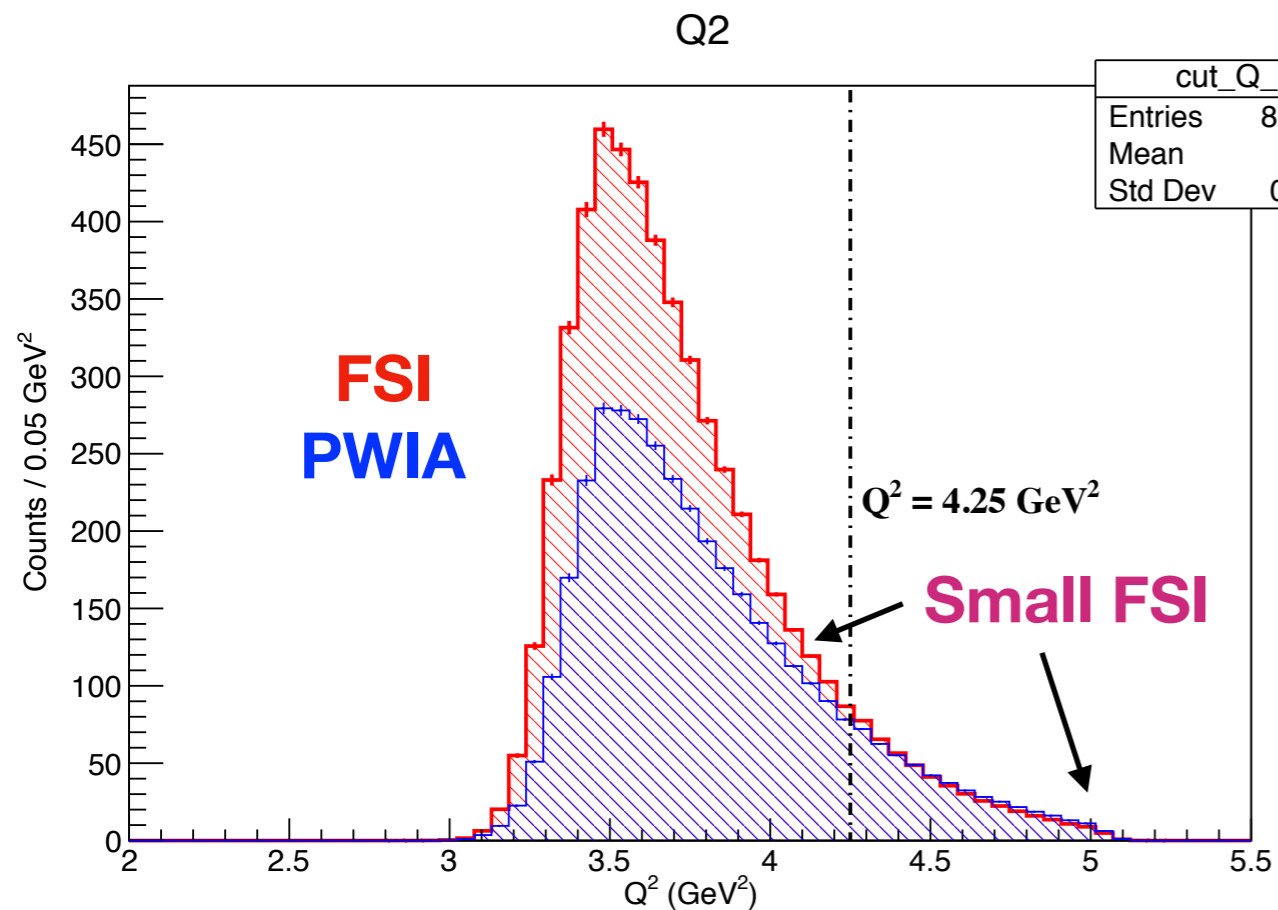 Q2
cut_Q_
Entries 8
Mean
Std Dev 0
450
400
350
300
250
200
150
100
50
0
Counts / 0.05 GeV²
FSI
PWIA
Q² = 4.25 GeV²
Small FSI
2 2.5 3 3.5 4 4.5 5 5.5
Q² (GeV²)